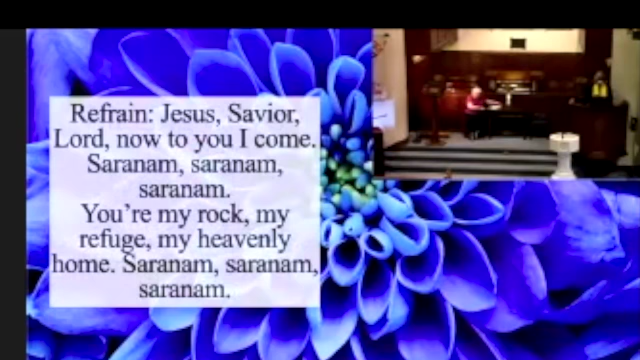 Refrain: Jesus, Savior,
Lord, now to you I come.
Saranam, saranam,
saranam.
You’re my rock, my
refuge, my heavenly
home. Saranam, saranam,
saranam.